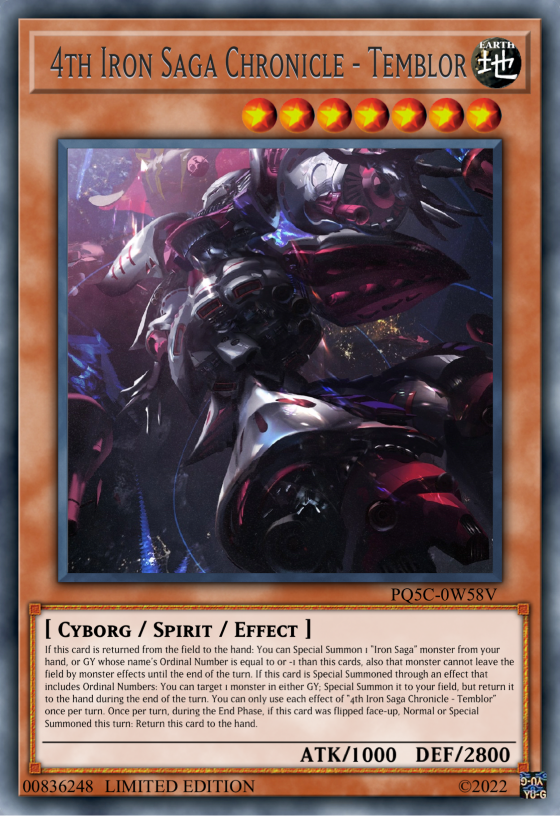 4th Iron Saga Chronicle - Temblor
EARTH
地
PQ5C-0W58V
[ Cyborg / Spirit / Effect ]
If this card is returned from the field to the hand: You can Special Summon 1 "Iron Saga" monster from your
hand, or GY whose name's Ordinal Number is equal to or -1 than this cards, also that monster cannot leave the
field by monster effects until the end of the turn. If this card is Special Summoned through an effect that
includes Ordinal Numbers: You can target 1 monster in either GY; Special Summon it to your field, but return it
to the hand during the end of the turn. You can only use each effect of "4th Iron Saga Chronicle - Temblor"
once per turn. Once per turn, during the End Phase, if this card was flipped face-up, Normal or Special
Summoned this turn: Return this card to the hand.
ATK/1000 DEF/2800
00836248 LIMITED EDITION ©2022